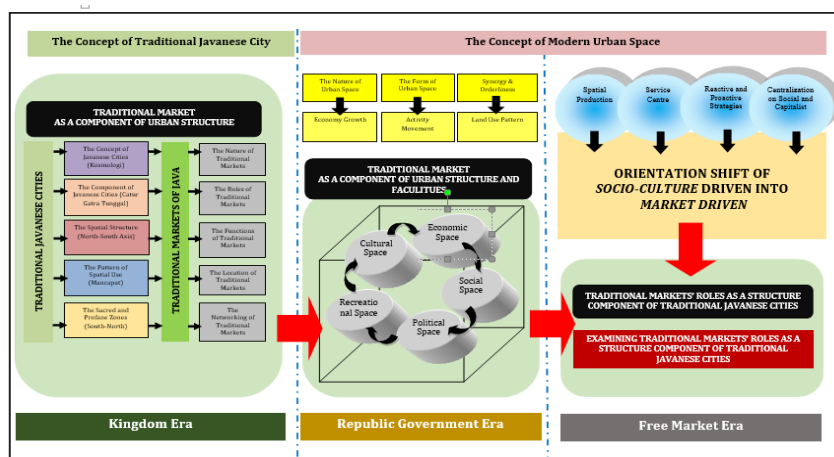 The Concept of Traditional Javanese City
The Concept of Modern Urban Space
TRADITIONAL MARKET
AS A COMPONENT OF URBAN STRUCTURE
TRADITIONAL JAVANESE CITIES
The Concept of
Javanese Cities
(Kosmologi)
The Component of
Javanese Cities (Catur
Gatra Tunggal)
The Spatial Structure
(North-South Axis)
The Pattern of
Spatial Use
(Mancapat)
The Sacred and
Profane Zones
(South-North)
TRADITIONAL MARKETS OF JAVA
The Nature of
Traditional
Markets
The Roles of
Traditional
Markets
The Functions
of Traditional
Markets
The Location of
Traditional
Markets
The
Networking of
Traditional
Markets
Kingdom Era
The Nature of
Urban Space
The Form of
Urban Space
Synergy &
Orderliness
Economy Growth
Activity
Movement
Land Use Pattern
TRADITIONAL MARKET
AS A COMPONENT OF URBAN STRUCTURE AND
FACULITUES
Cultural
Space
Economic
Space
Social
Space
Political
Space
Recreatio
nal Space
Republic Government Era
Spatial
Production
Service
Centre
Reactive and
Proactive
Strategies
Centralization
on Social and
Capitalist
ORIENTATION SHIFT OF
SOCIO-CULTURE DRIVEN INTO
MARKET DRIVEN
TRADITIONAL MARKETS' ROLES AS A STRUCTURE
COMPONENT OF TRADITIONAL JAVANESE CITIES
EXAMINING TRADITIONAL MARKETS' ROLES AS A
STRUCTURE COMPONENT OF TRADITIONAL
JAVANESE CITIES
Free Market Era